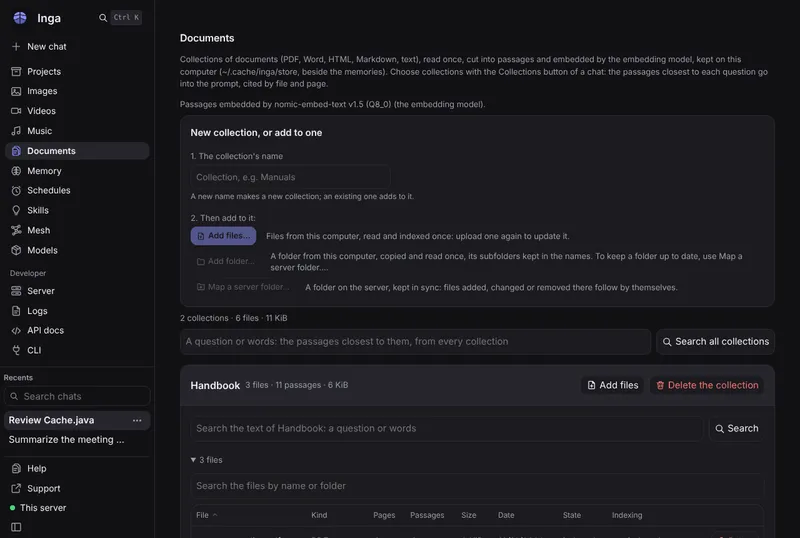 Inga
Ctrl K
New chat
Projects
Images
Videos
Music
Documents
Memory
Schedules
Skills
Mesh
Models
Developer
Server
Logs
API docs
CLI
Recents
Search chats
Review Cache.java
Summarize the meeting ...
Help
Support
This server
Documents
Collections of documents (PDF, Word, HTML, Markdown, text), read once, cut into passages and embedded by the embedding model, kept on this
computer (~/.cache/inga/store, beside the memories). Choose collections with the Collections button of a chat: the passages closest to each question go
into the prompt, cited by file and page.
Passages embedded by nomic-embed-text v1.5 (Q8_0) (the embedding model).
New collection, or add to one
1. The collection's name
Collection, e.g. Manuals
A new name makes a new collection; an existing one adds to it.
2. Then add to it:
Add files... Files from this computer, read and indexed once: upload one again to update it.
Add folder... A folder from this computer, copied and read once, its subfolders kept in the names. To keep a folder up to date, use Map a
server folder....
Map a server folder... A folder on the server, kept in sync: files added, changed or removed there follow by themselves.
2 collections · 6 files · 11 KiB
A question or words: the passages closest to them, from every collection
Search all collections
Handbook 3 files · 11 passages · 6 KiB
Add files
Delete the collection
Search the text of Handbook: a question or words
Search
3 files
Search the files by name or folder
File Kind Pages Passages Size Date State Indexing